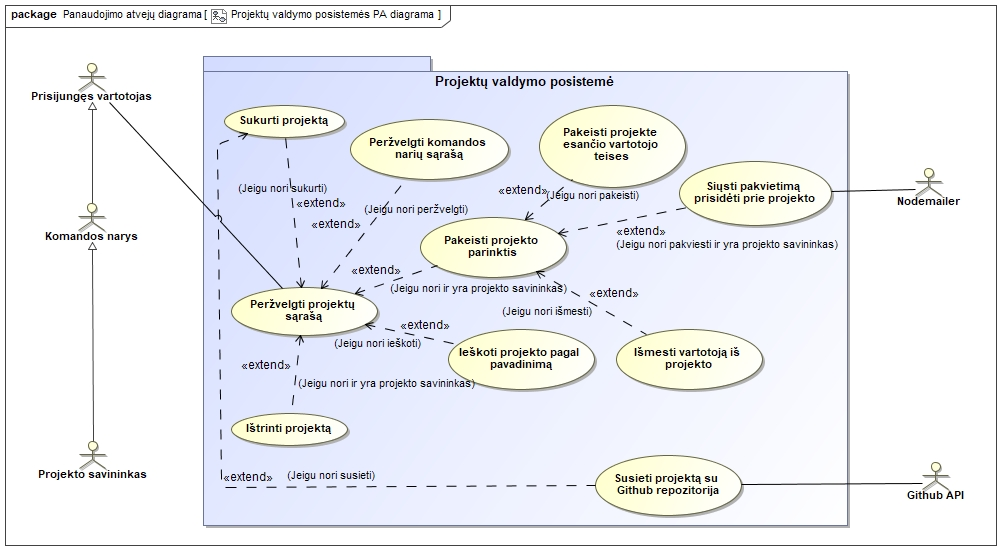 package Panaudojimo atvejų diagrama [ Projektų valdymo posistemės PA diagrama ]
Projektų valdymo posistemė
Prisijungęs vartotojas
Sukurti projektą
Peržvelgti komandos
narių sąrašą
Pakeisti projekte
esančio vartotojo
teises
Siųsti pakvietimą
prisidėti prie projekto
Nodemailer
(Jeigu nori sukurti)
«extend»
(Jeigu nori peržvelgti)
«extend»
«extend»
(Jeigu nori pakeisti)
«extend»
(Jeigu nori pakviesti ir yra projekto savininkas)
Komandos narys
Pakeisti projekto
parinktis
«extend»
(Jeigu nori ir yra projekto savininkas)
«extend»
(Jeigu nori išmesti)
Peržvelgti projektų
sąrašą
«extend»
(Jeigu nori ieškoti)
Ieškoti projekto pagal
pavadinimą
Išmesti vartotoją iš
projekto
«extend»
(Jeigu nori ir yra projekto savininkas)
Ištrinti projektą
Projekto savininkas
«extend»
(Jeigu nori susieti)
Susieti projektą su
Github repozitorija
Github API